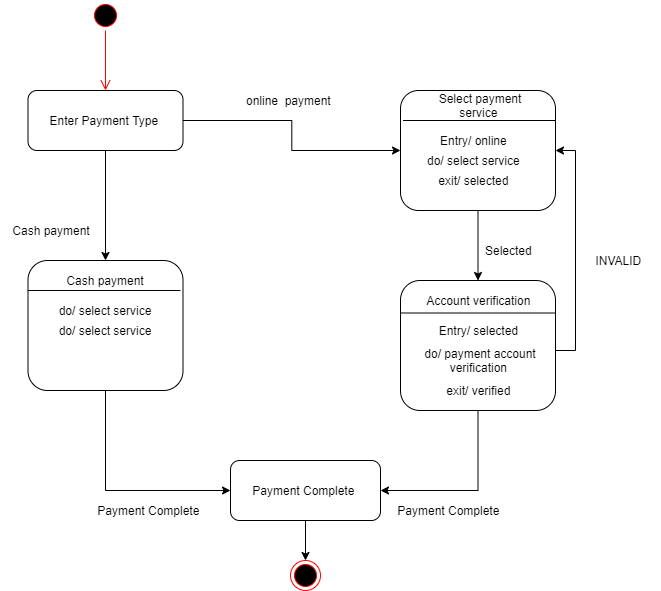 online payment
Enter Payment Type
Select payment
service
Entry/ online
do/ select service
exit/ selected
Cash payment
Selected
INVALID
Cash payment
do/ select service
do/ select service
Account verification
Entry/ selected
do/ payment account
verification
exit/ verified
Payment Complete
Payment Complete
Payment Complete